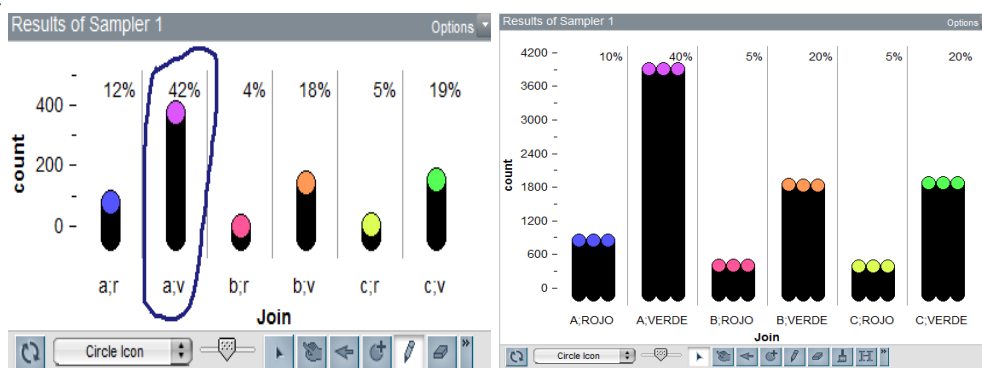 Results of Sampler 1
Options
12% 42% 4% 18% 5% 19%
400
200
0
count
a;r a;v b;r b;v c;r c;v
Join
Circle Icon
»
Results of Sampler 1
Options
4200
3600
3000
2400
1800
1200
600
0
10% 40% 5% 20% 5% 20%
count
A;ROJO A;VERDE B;ROJO B;VERDE C;ROJO C;VERDE
Join
Circle Icon
»